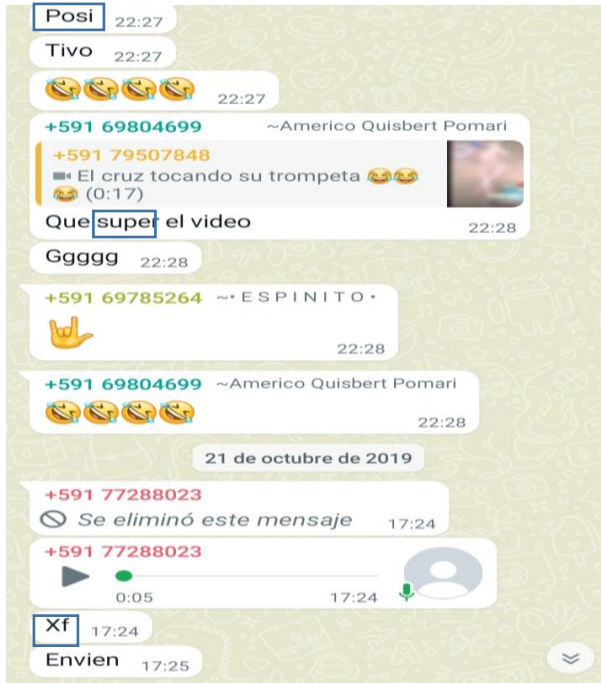 Posi 22:27
Tivo 22:27
🤣🤣🤣🤣 22:27
+591 69804699 ~Americo Quisbert Pomari
+591 79507848
El cruz tocando su trompeta 😂😂
😂 (0:17)
Que super el video 22:28
Ggggg 22:28
+591 69785264 ~• E S P I N I T O •
🤟
22:28
+591 69804699 ~Americo Quisbert Pomari
🤣🤣🤣🤣 22:28
21 de octubre de 2019
+591 77288023
Se eliminó este mensaje 17:24
+591 77288023
0:05 17:24
Xf 17:24
Envien 17:25